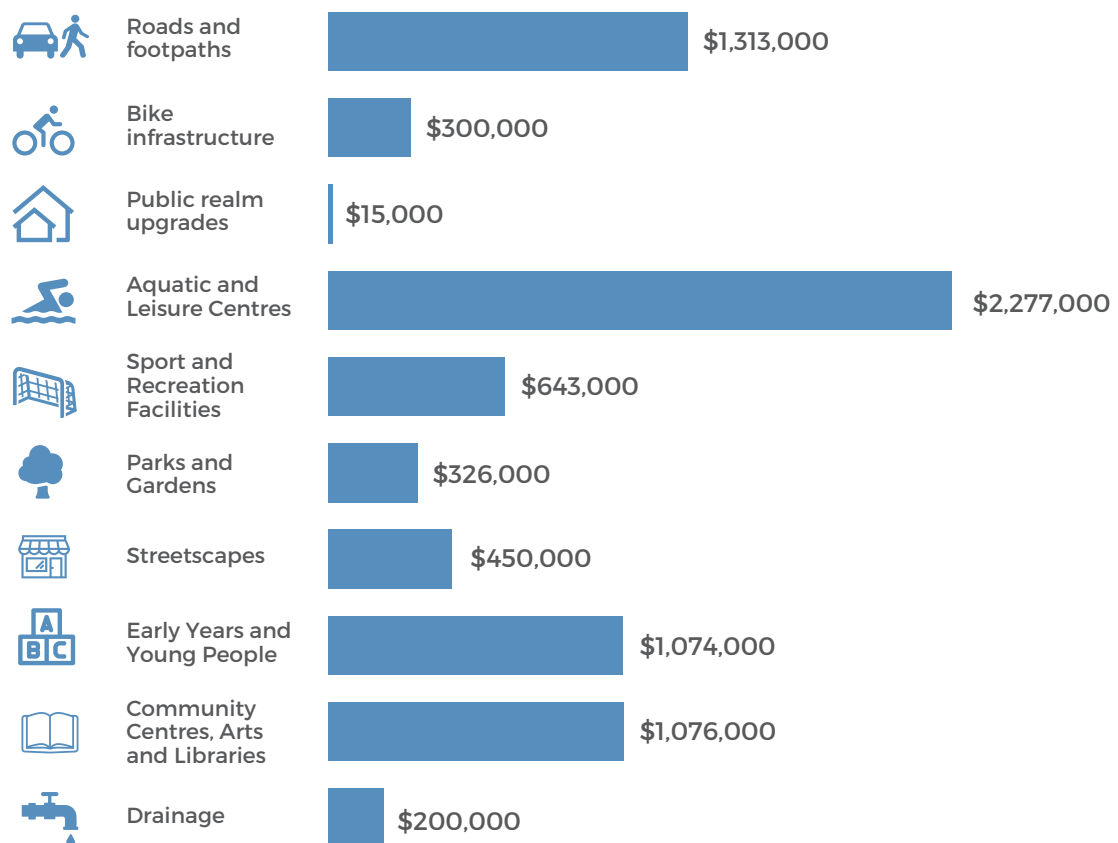 Roads and
footpaths
$1,313,000
Bike
infrastructure
$300,000
Public realm
upgrades
$15,000
Aquatic and
Leisure Centres
$2,277,000
Sport and
Recreation
Facilities
$643,000
Parks and
Gardens
$326,000
Streetscapes
$450,000
A
B C
Early Years and
Young People
$1,074,000
Community
Centres, Arts
and Libraries
$1,076,000
Drainage
$200,000